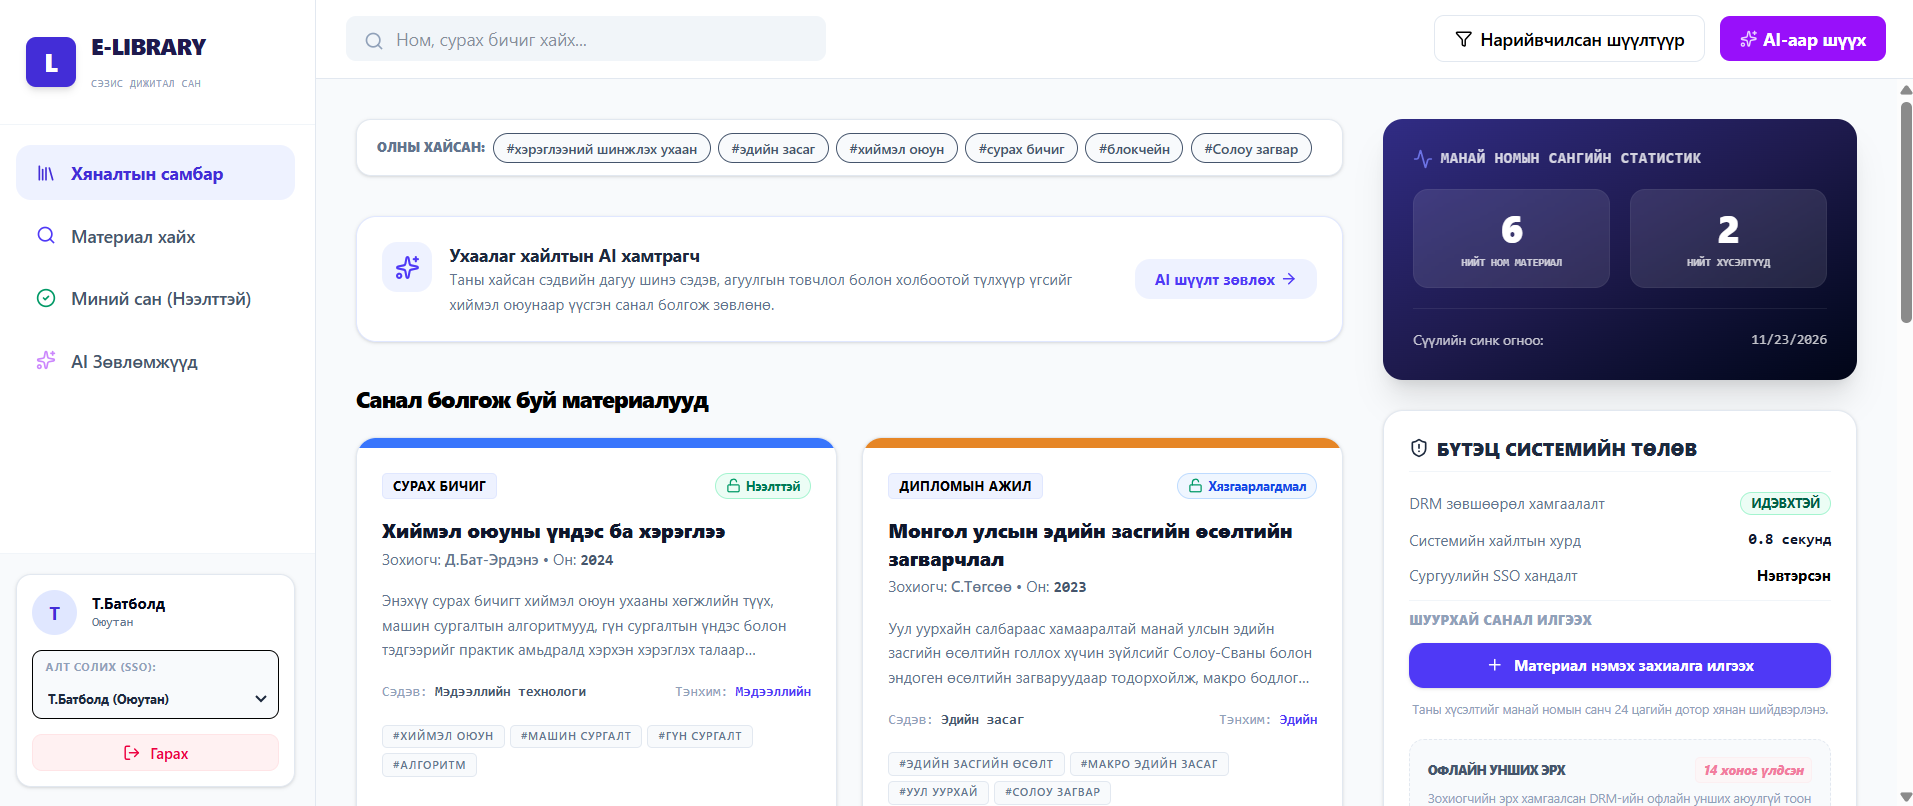 L
E-LIBRARY
СЭЗИС ДИЖИТАЛ САН
Хяналтын самбар
Материал хайх
Миний сан (Нээлттэй)
AI Зөвлөмжүүд
Т
Т.Батболд
Оюутан
АЛТ СОЛИХ (SSO):
Т.Батболд (Оюутан)
Гарах
Ном, сурах бичиг хайх...
Нарийвчилсан шүүлтүүр
AI-аар шүүх
ОЛНЫ ХАЙСАН:
#хэрэглээний шинжлэх ухаан
#эдийн засаг
#хиймэл оюун
#сурах бичиг
#блокчейн
#Солоу загвар
Ухаалаг хайлтын AI хамтрагч
Таны хайсан сэдвийн дагуу шинэ сэдэв, агуулгын товчлол болон холбоотой түлхүүр үгсийг
хиймэл оюунаар үүсгэн санал болгож зөвлөнө.
AI шүүлт зөвлөх
Санал болгож буй материалууд
СУРАХ БИЧИГ
Нээлттэй
Хиймэл оюуны үндэс ба хэрэглээ
Зохиогч: Д.Бат-Эрдэнэ • Он: 2024
Энэхүү сурах бичигт хиймэл оюун ухааны хөгжлийн түүх,
машин сургалтын алгоритмууд, гүн сургалтын үндэс болон
тэдгээрийг практик амьдралд хэрхэн хэрэглэх талаар...
Сэдэв: Мэдээллийн технологи
Тэнхим: Мэдээллийн
#ХИЙМЭЛ ОЮУН
#МАШИН СУРГАЛТ
#ГҮН СУРГАЛТ
#АЛГОРИТМ
ДИПЛОМЫН АЖИЛ
Хязгаарлагдмал
Монгол улсын эдийн засгийн өсөлтийн
загварчлал
Зохиогч: С.Төгсөө • Он: 2023
Уул уурхайн салбараас хамааралтай манай улсын эдийн
засгийн өсөлтийн голлох хүчин зүйлсийг Солоу-Сваны болон
эндоген өсөлтийн загваруудаар тодорхойлж, макро бодлог...
Сэдэв: Эдийн засаг
Тэнхим: Эдийн
#ЭДИЙН ЗАСГИЙН ӨСӨЛТ
#МАКРО ЭДИЙН ЗАСАГ
#УУЛ УУРХАЙ
#СОЛОУ ЗАГВАР
МАНАЙ НОМЫН САНГИЙН СТАТИСТИК
6
НИЙТ НОМ МАТЕРИАЛ
2
НИЙТ ХҮСЭЛТҮҮД
Сүүлийн синк огноо:
11/23/2026
БҮТЭЦ СИСТЕМИЙН ТӨЛӨВ
DRM зөвшөөрөл хамгаалалт
ИДЭВХТЭЙ
Системийн хайлтын хурд
0.8 секунд
Сургуулийн SSO хандалт
Нэвтэрсэн
ШУУРХАЙ САНАЛ ИЛГЭЭХ
Материал нэмэх захиалга илгээх
Таны хүсэлтийг манай номын санч 24 цагийн дотор хянан шийдвэрлэнэ.
ОФЛАЙН УНШИХ ЭРХ
14 хоног үлдсэн
Зохиогчийн эрх хамгаалсан DRM-ийн офлайн унших аюулгүй тоон